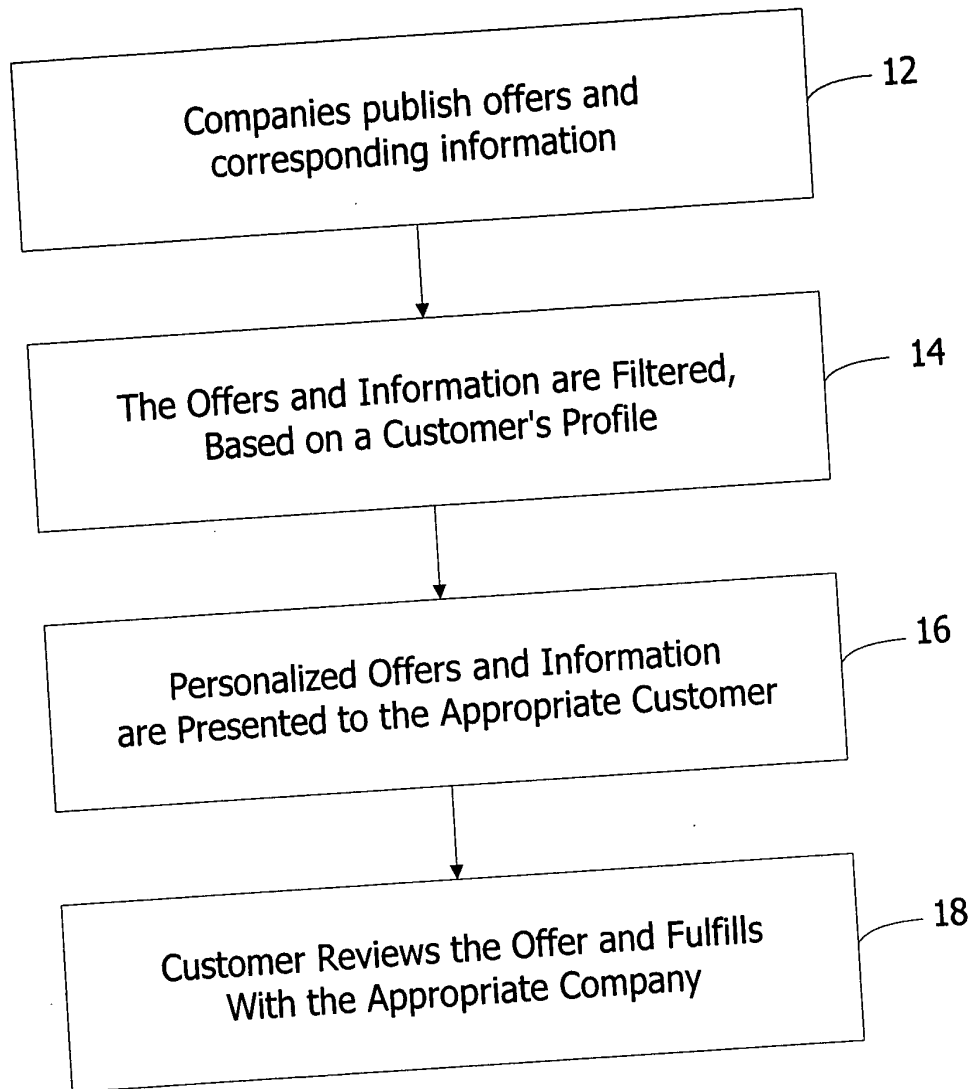 Companies publish offers and
corresponding information
12
The Offers and Information are Filtered,
Based on a Customer's Profile
14
Personalized Offers and Information
are Presented to the Appropriate Customer
16
Customer Reviews the Offer and Fulfills
With the Appropriate Company
18